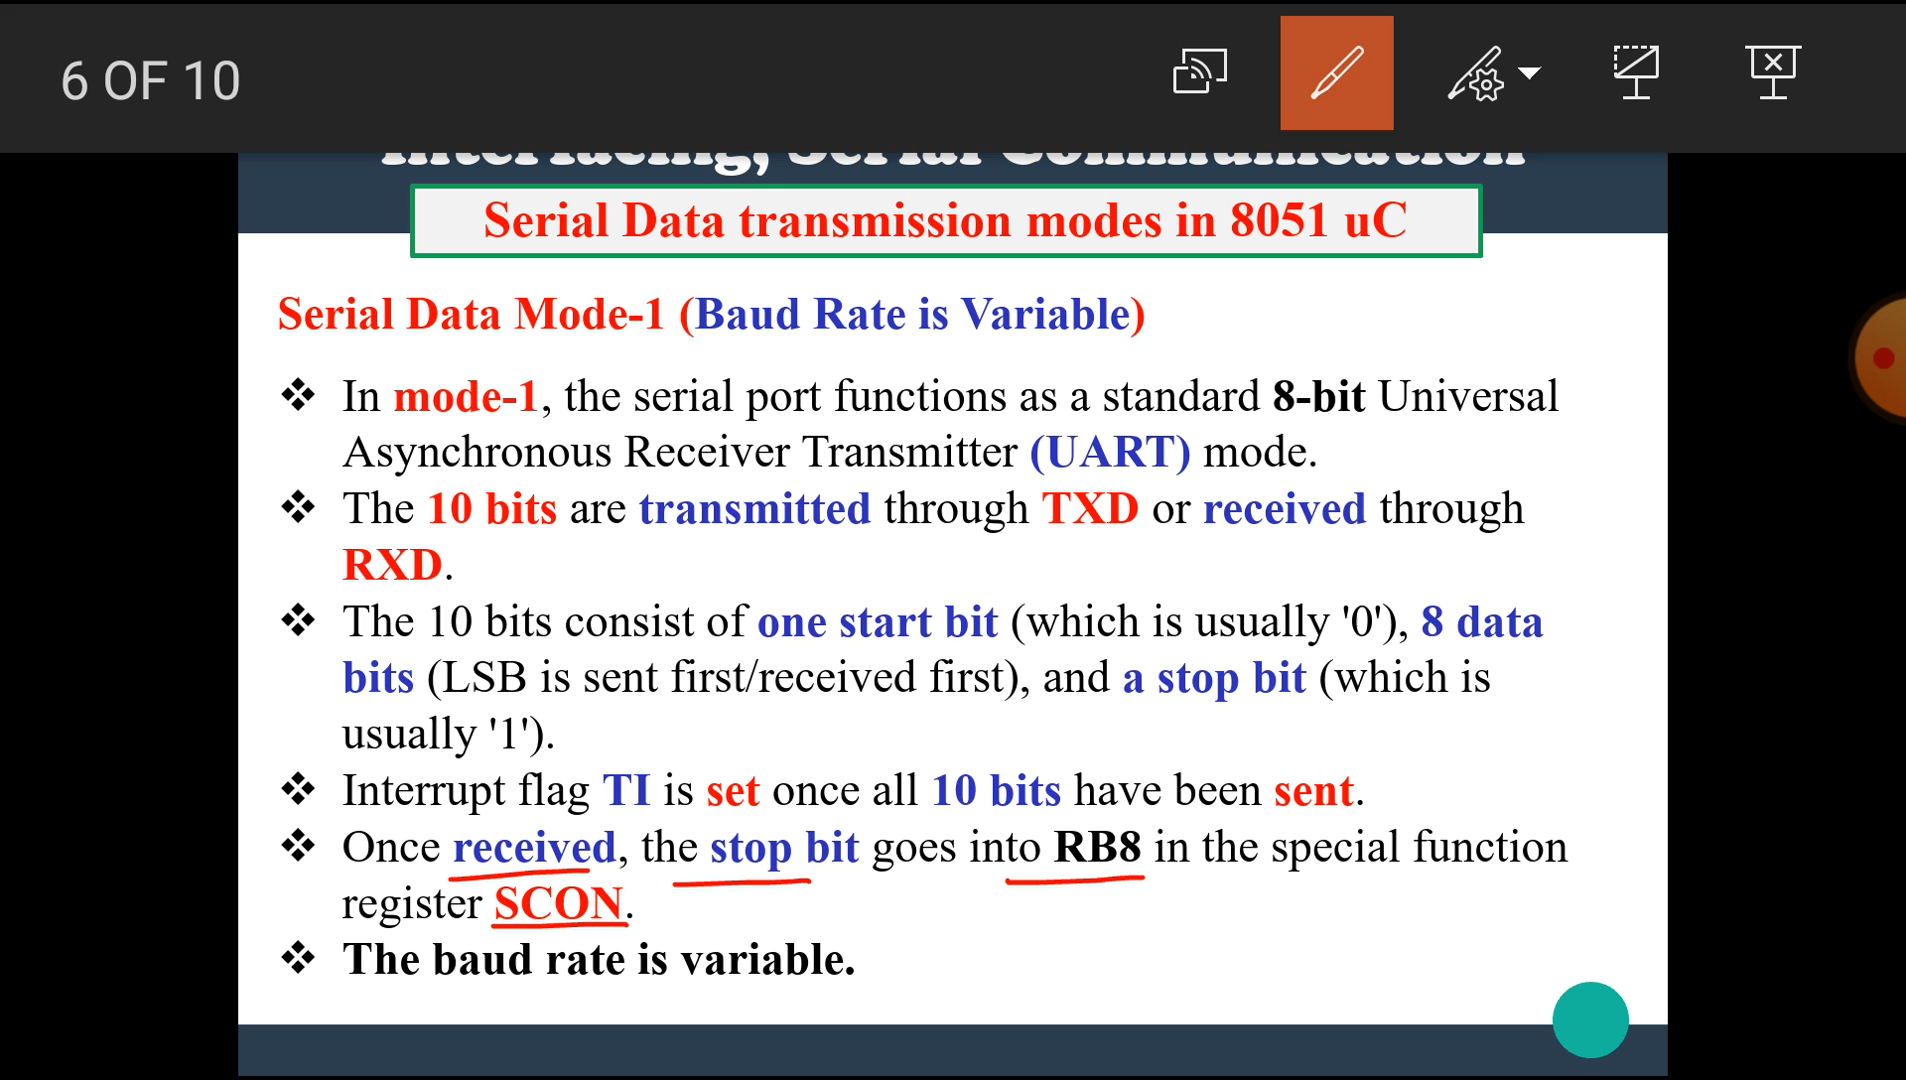 6 OF 10
Interfacing, Serial Communication
Serial Data transmission modes in 8051 uC
Serial Data Mode-1 (Baud Rate is Variable)
❖ In mode-1, the serial port functions as a standard 8-bit Universal
Asynchronous Receiver Transmitter (UART) mode.
❖ The 10 bits are transmitted through TXD or received through
RXD.
❖ The 10 bits consist of one start bit (which is usually '0'), 8 data
bits (LSB is sent first/received first), and a stop bit (which is
usually '1').
❖ Interrupt flag TI is set once all 10 bits have been sent.
❖ Once received, the stop bit goes into RB8 in the special function
register SCON.
❖ The baud rate is variable.